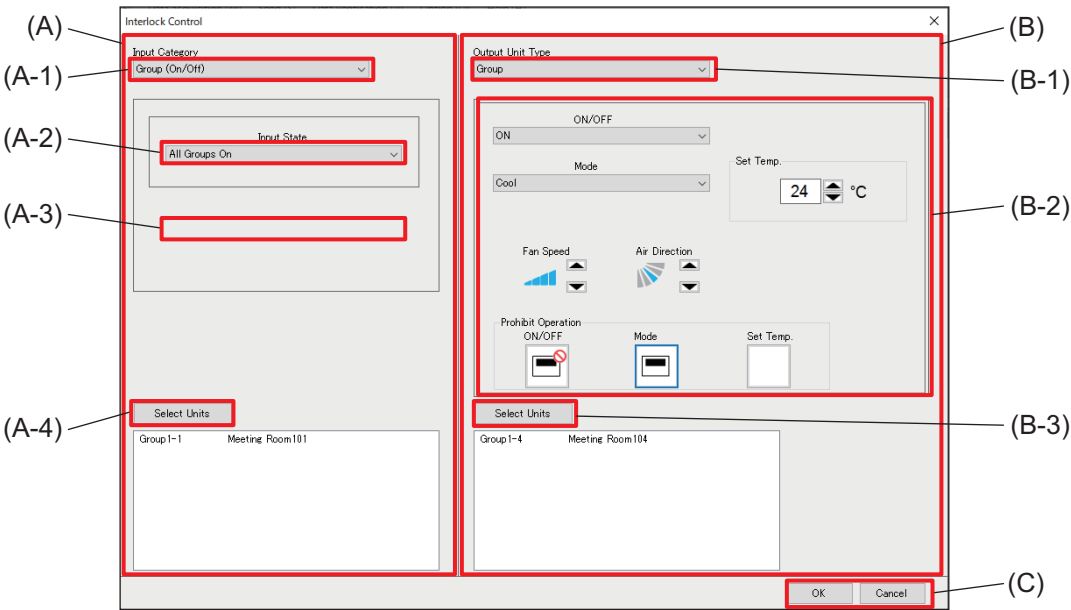 Interlock Control
(A)
(B)
Input Category
Output Unit Type
(A-1)
Group (On/Off)
Group
(B-1)
ON/OFF
ON
(A-2)
Input State
All Groups On
Mode
Cool
Set Temp.
24 °C
(A-3)
(B-2)
Fan Speed
Air Direction
Prohibit Operation
ON/OFF
Mode
Set Temp.
(A-4)
Select Units
Select Units
(B-3)
Group1-1 Meeting Room101
Group1-4 Meeting Room104
OK
Cancel
(C)